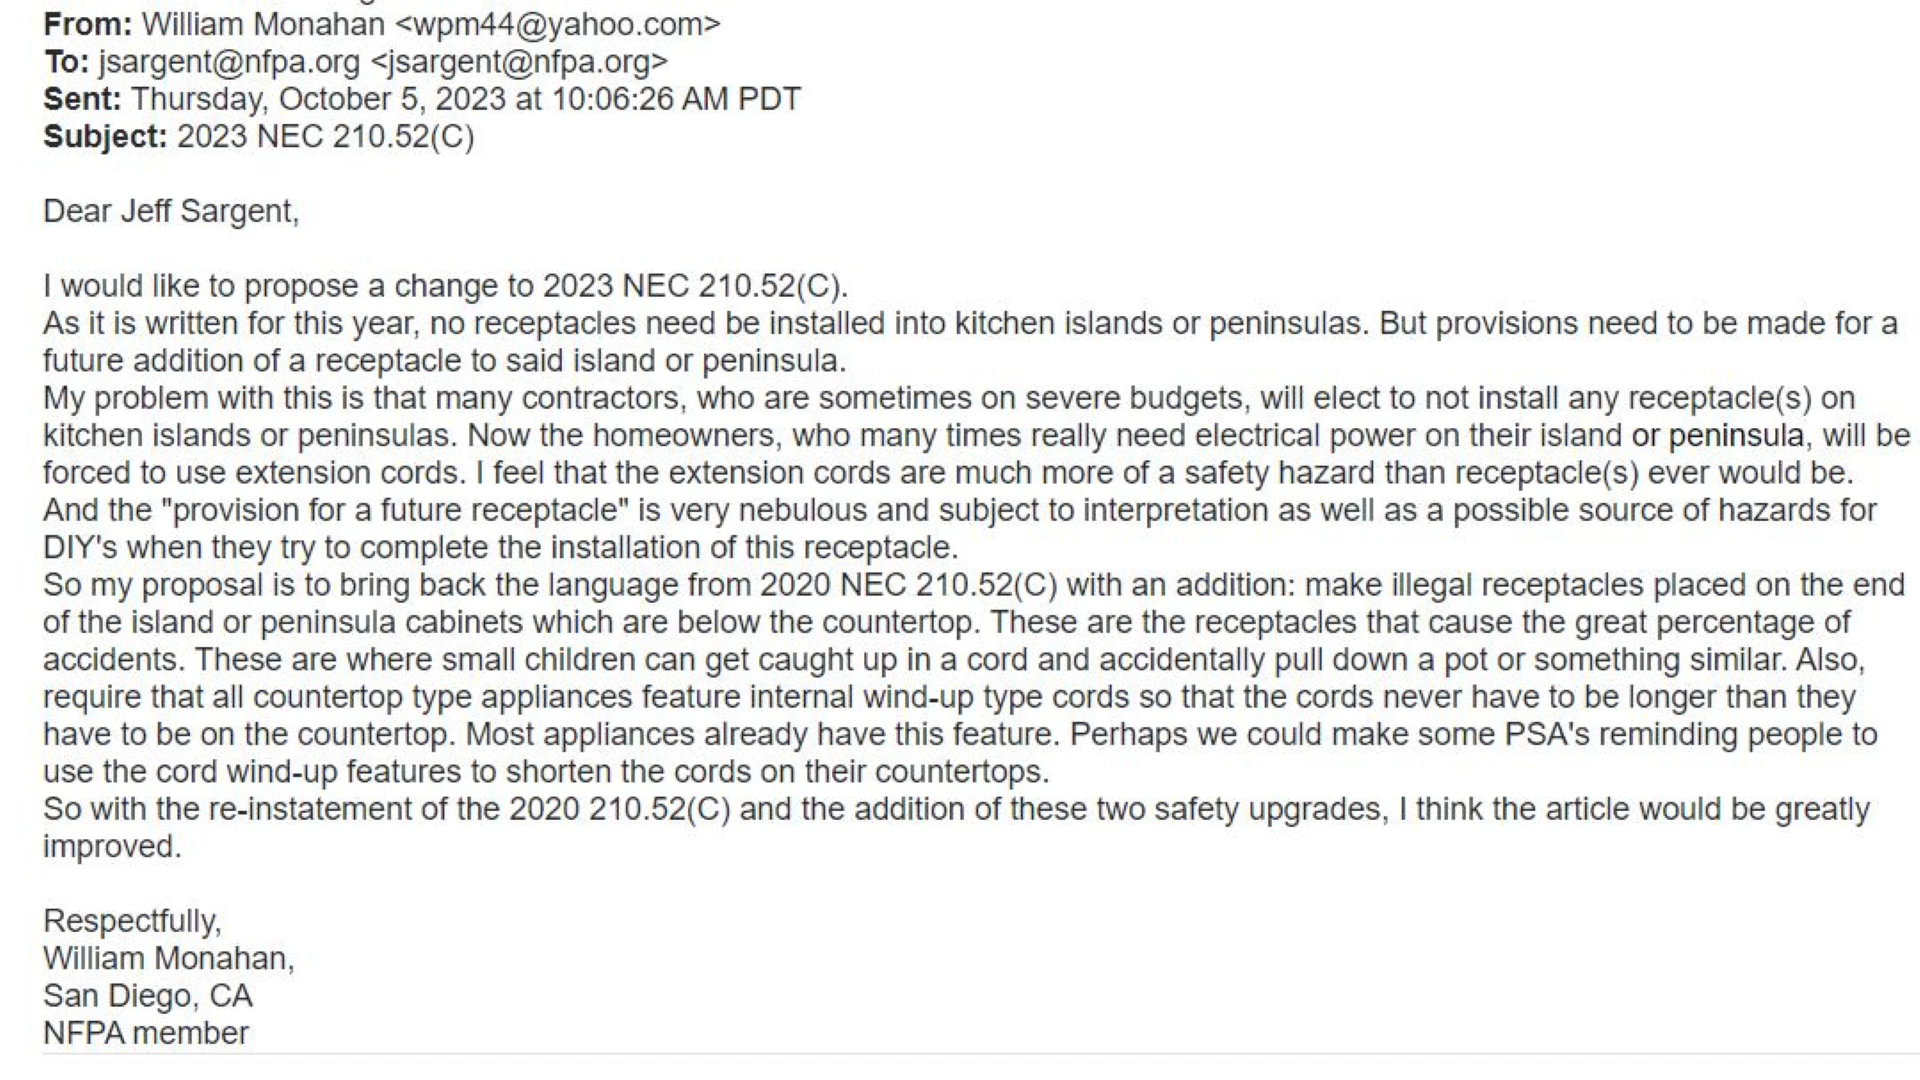 From: William Monahan <wpm44@yahoo.com>
To: jsargent@nfpa.org <jsargent@nfpa.org>
Sent: Thursday, October 5, 2023 at 10:06:26 AM PDT
Subject: 2023 NEC 210.52(C)
Dear Jeff Sargent,
I would like to propose a change to 2023 NEC 210.52(C).
As it is written for this year, no receptacles need be installed into kitchen islands or peninsulas. But provisions need to be made for a
future addition of a receptacle to said island or peninsula.
My problem with this is that many contractors, who are sometimes on severe budgets, will elect to not install any receptacle(s) on
kitchen islands or peninsulas. Now the homeowners, who many times really need electrical power on their island or peninsula, will be
forced to use extension cords. I feel that the extension cords are much more of a safety hazard than receptacle(s) ever would be.
And the "provision for a future receptacle" is very nebulous and subject to interpretation as well as a possible source of hazards for
DIY's when they try to complete the installation of this receptacle.
So my proposal is to bring back the language from 2020 NEC 210.52(C) with an addition: make illegal receptacles placed on the end
of the island or peninsula cabinets which are below the countertop. These are the receptacles that cause the great percentage of
accidents. These are where small children can get caught up in a cord and accidentally pull down a pot or something similar. Also,
require that all countertop type appliances feature internal wind-up type cords so that the cords never have to be longer than they
have to be on the countertop. Most appliances already have this feature. Perhaps we could make some PSA's reminding people to
use the cord wind-up features to shorten the cords on their countertops.
So with the re-instatement of the 2020 210.52(C) and the addition of these two safety upgrades, I think the article would be greatly
improved.
Respectfully,
William Monahan,
San Diego, CA
NFPA member